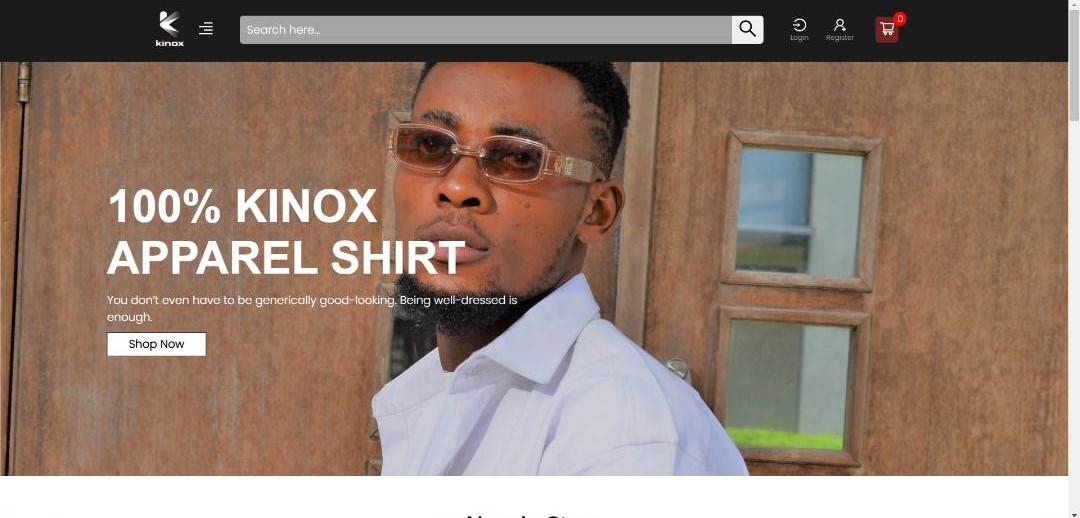 kinox
Search here...
Login
Register
0
100% KINOX
APPAREL SHIRT
You don't even have to be generically good-looking. Being well-dressed is
enough.
Shop Now